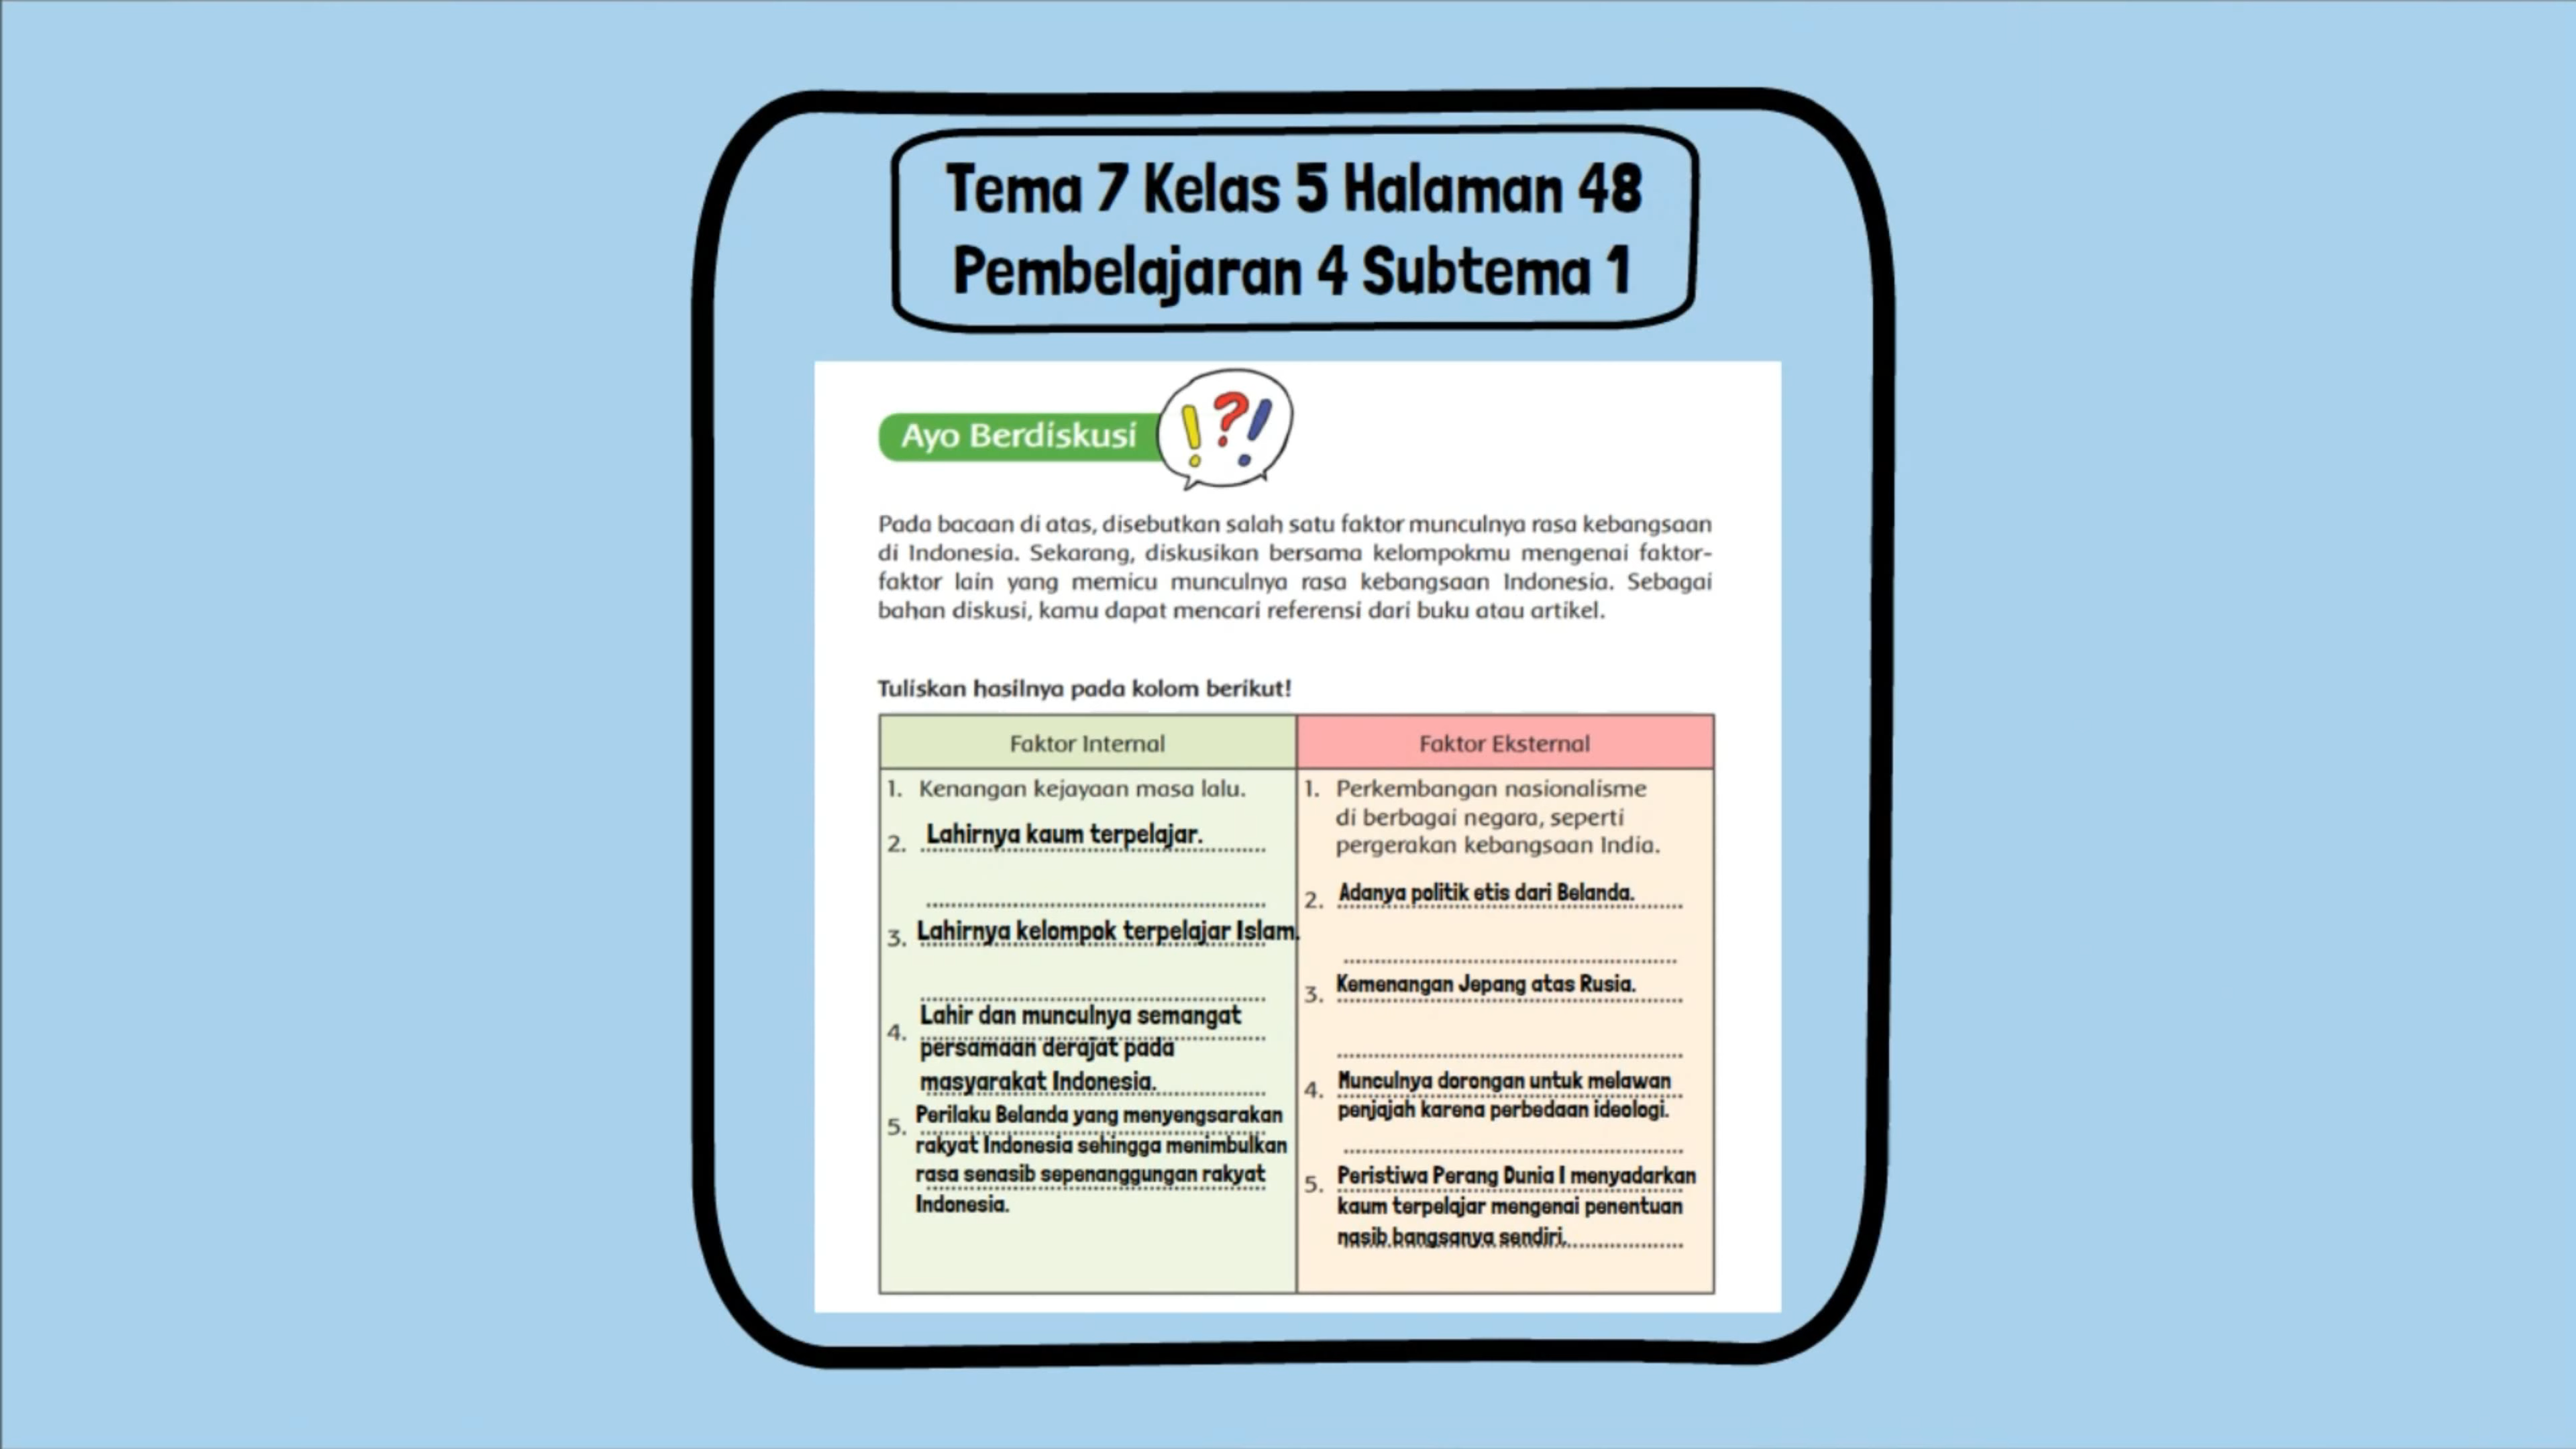 Tema 7 Kelas 5 Halaman 48
Pembelajaran 4 Subtema 1
Ayo Berdiskusi
!?!
Pada bacaan di atas, disebutkan salah satu faktor munculnya rasa kebangsaan
di Indonesia. Sekarang, diskusikan bersama kelompokmu mengenai faktor-
faktor lain yang memicu munculnya rasa kebangsaan Indonesia. Sebagai
bahan diskusi, kamu dapat mencari referensi dari buku atau artikel.
Tuliskan hasilnya pada kolom berikut!
Faktor Internal
1. Kenangan kejayaan masa lalu.
2. Lahirnya kaum terpelajar.
3. Lahirnya kelompok terpelajar Islam.
4. Lahir dan munculnya semangat
persamaan derajat pada
masyarakat Indonesia.
5. Perilaku Belanda yang menyengsarakan
rakyat Indonesia sehingga menimbulkan
rasa senasib sepenanggungan rakyat
Indonesia.
Faktor Eksternal
1. Perkembangan nasionalisme
di berbagai negara, seperti
pergerakan kebangsaan India.
2. Adanya politik etis dari Belanda.
3. Kemenangan Jepang atas Rusia.
4. Munculnya dorongan untuk melawan
penjajah karena perbedaan ideologi.
5. Peristiwa Perang Dunia I menyadarkan
kaum terpelajar mengenai penentuan
nasib bangsanya sendiri.